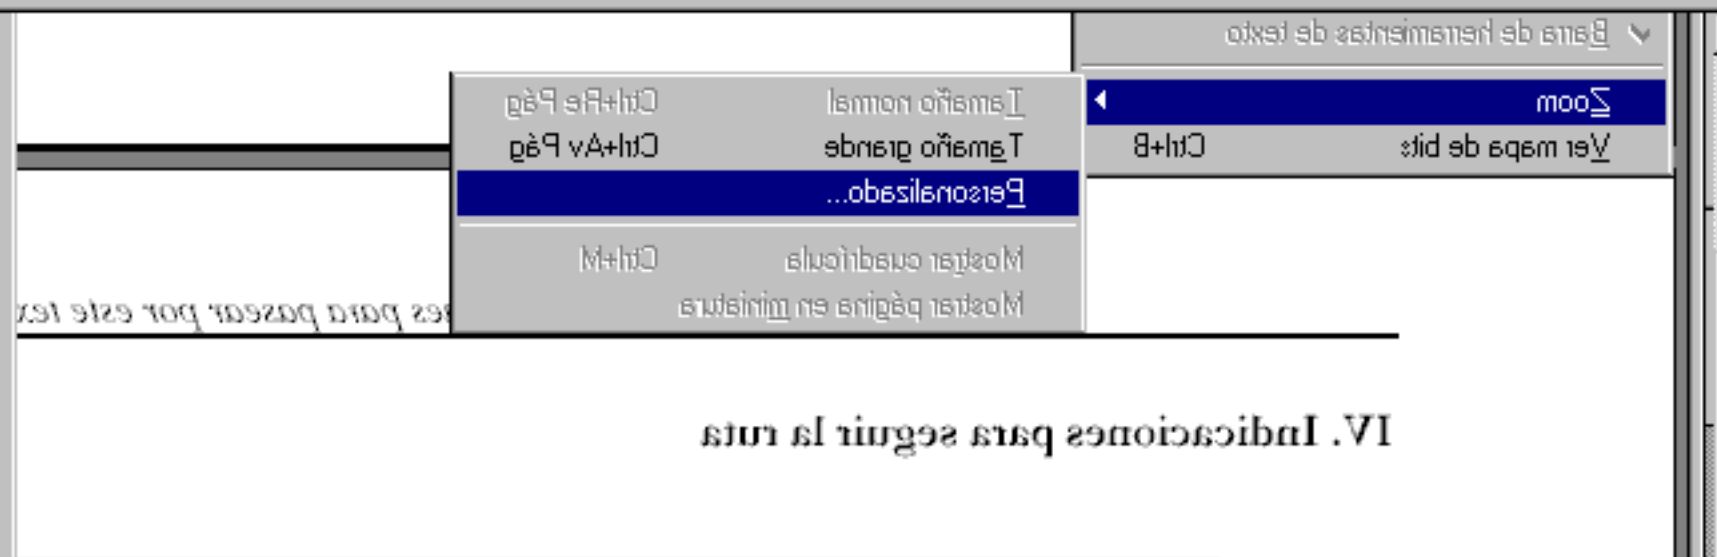 Barra de herramientas de texto
Zoom
Ver mapa de bits Ctrl+B
Tamaño normal Ctrl+Re Pág
Tamaño grande Ctrl+Av Pág
Personalizado...
Mostrar cuadrícula Ctrl+M
Mostrar página en miniatura
para pasear por este
IV. Indicaciones para seguir la ruta